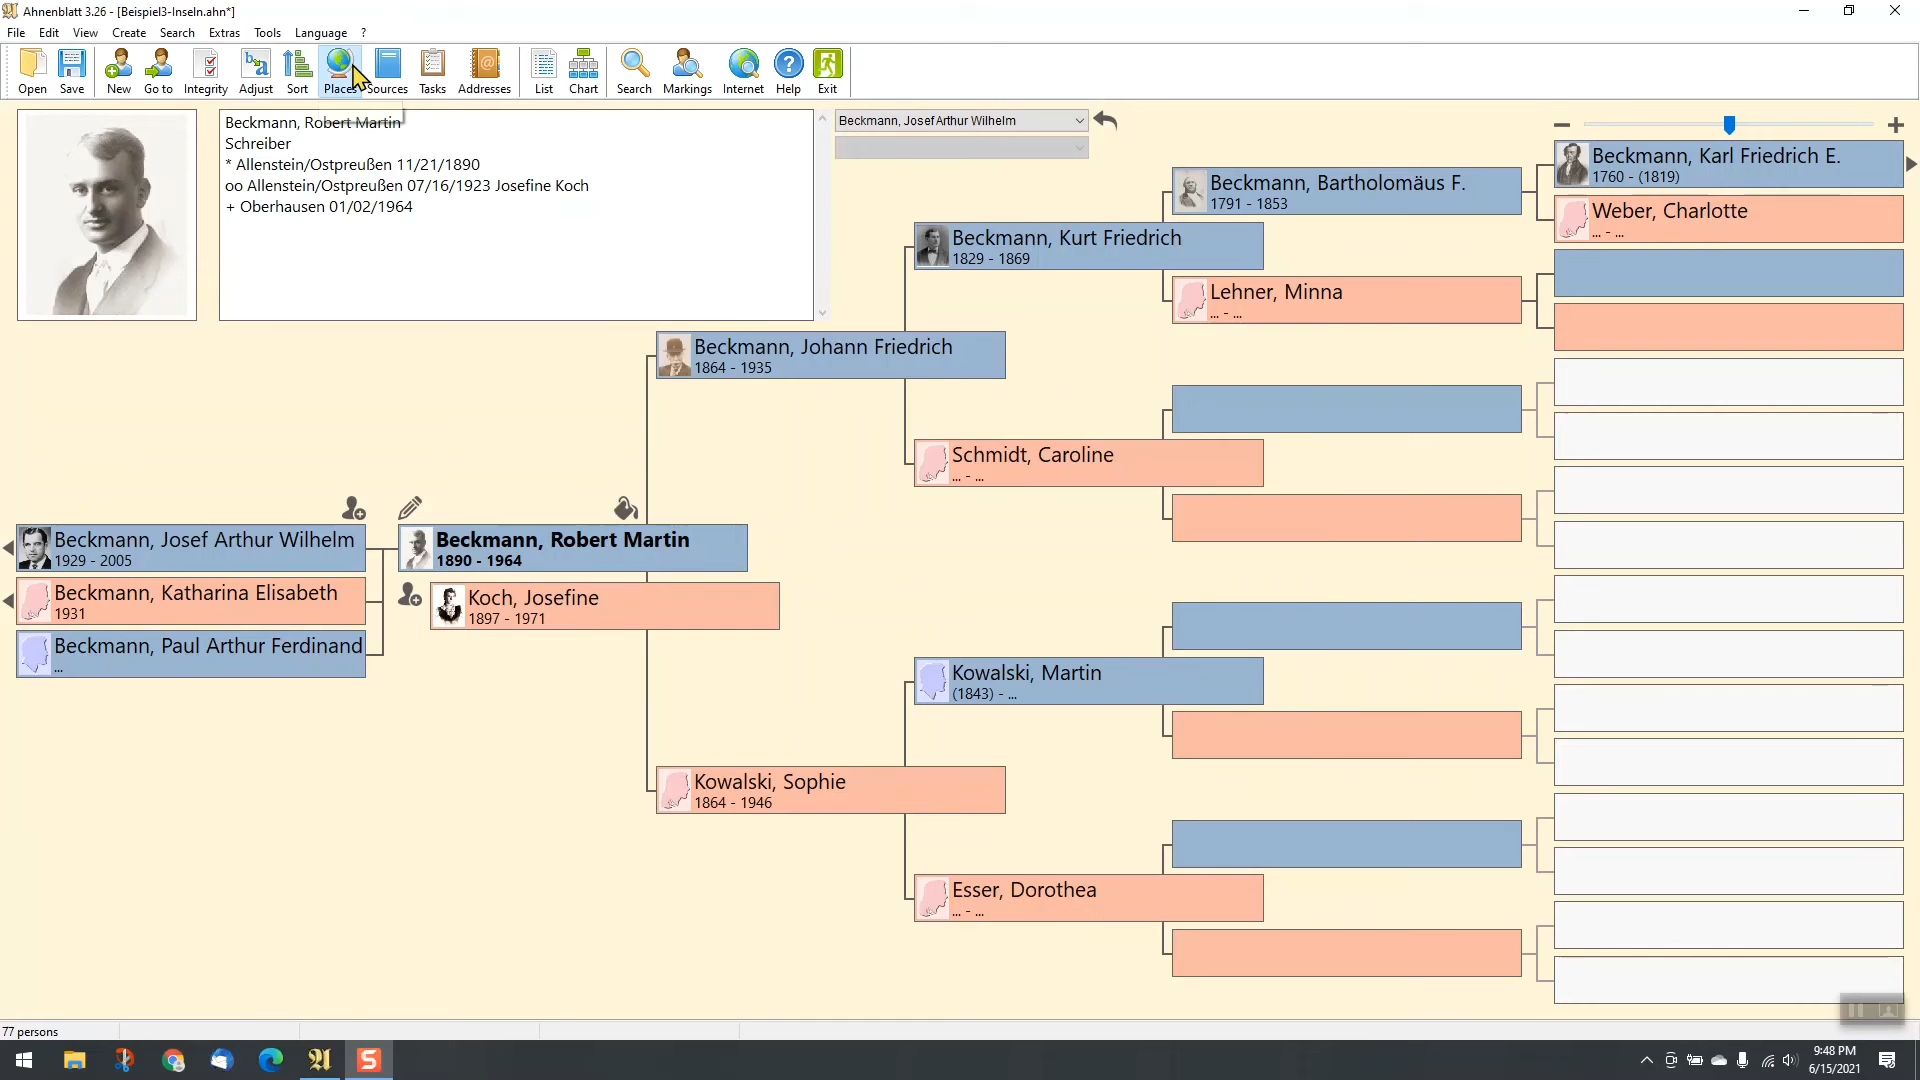 Ahnenblatt 3.26 - [Beispiel3-Inseln.ahn*]
File Edit View Create Search Extras Tools Language ?
Open Save New Go to Integrity Adjust Sort Places Sources Tasks Addresses List Chart Search Markings Internet Help Exit
Beckmann, Robert Martin
Schreiber
* Allenstein/Ostpreußen 11/21/1890
oo Allenstein/Ostpreußen 07/16/1923 Josefine Koch
+ Oberhausen 01/02/1964
Beckmann, Josef Arthur Wilhelm
Beckmann, Karl Friedrich E.
1760 - (1819)
Beckmann, Bartholomäus F.
1791 - 1853
Weber, Charlotte
... - ...
Beckmann, Kurt Friedrich
1829 - 1869
Lehner, Minna
... - ...
Beckmann, Johann Friedrich
1864 - 1935
Schmidt, Caroline
... - ...
Beckmann, Josef Arthur Wilhelm
1929 - 2005
Beckmann, Robert Martin
1890 - 1964
Beckmann, Katharina Elisabeth
1931
Koch, Josefine
1897 - 1971
Beckmann, Paul Arthur Ferdinand
...
Kowalski, Martin
(1843) - ...
Kowalski, Sophie
1864 - 1946
Esser, Dorothea
... - ...
77 persons
9:48 PM
6/15/2021